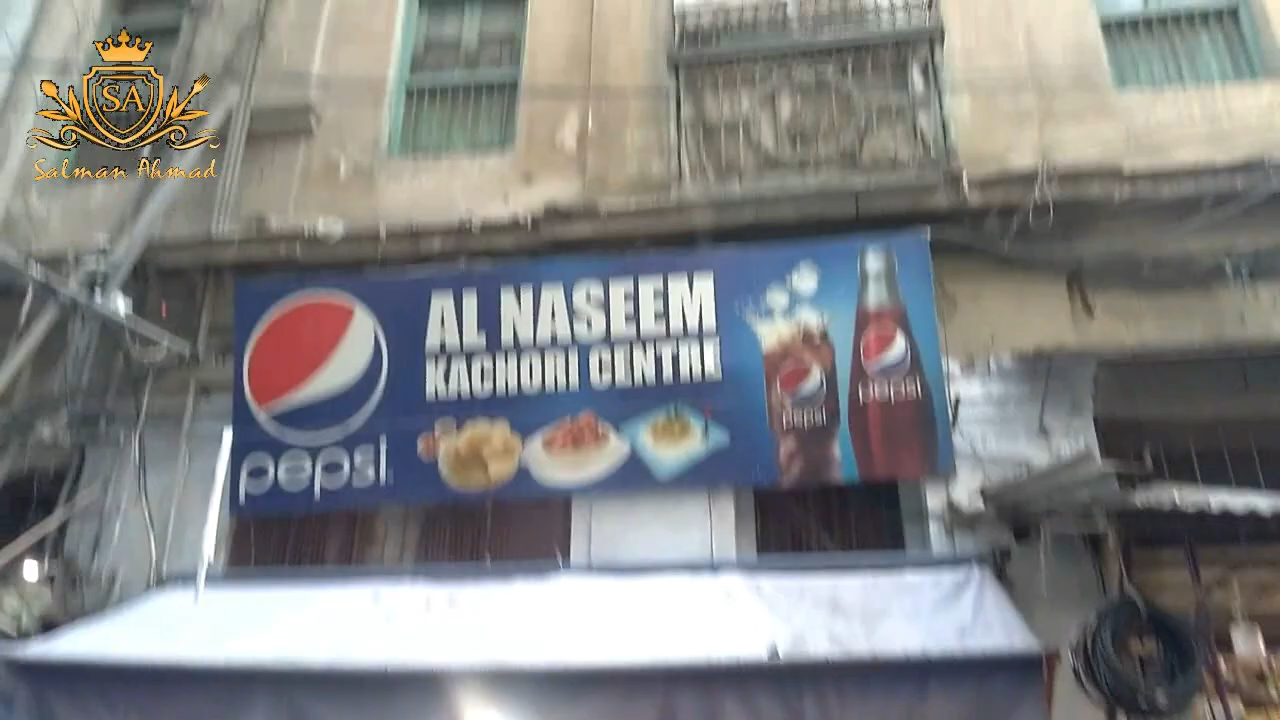 SA
Salman Ahmad
AL NASEEM
KACHORI CENTRE
pepsi
pepsi
pepsi